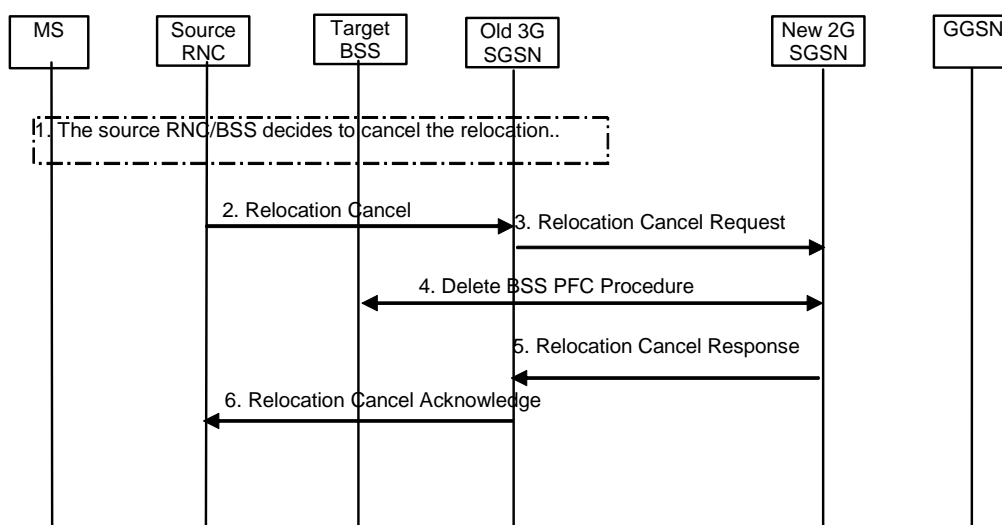 MS
Source
RNC
Target
BSS
Old 3G
SGSN
New 2G
SGSN
GGSN
1. The source RNC/BSS decides to cancel the relocation..
2. Relocation Cancel
3. Relocation Cancel Request
4. Delete BSS PFC Procedure
5. Relocation Cancel Response
6. Relocation Cancel Acknowledge